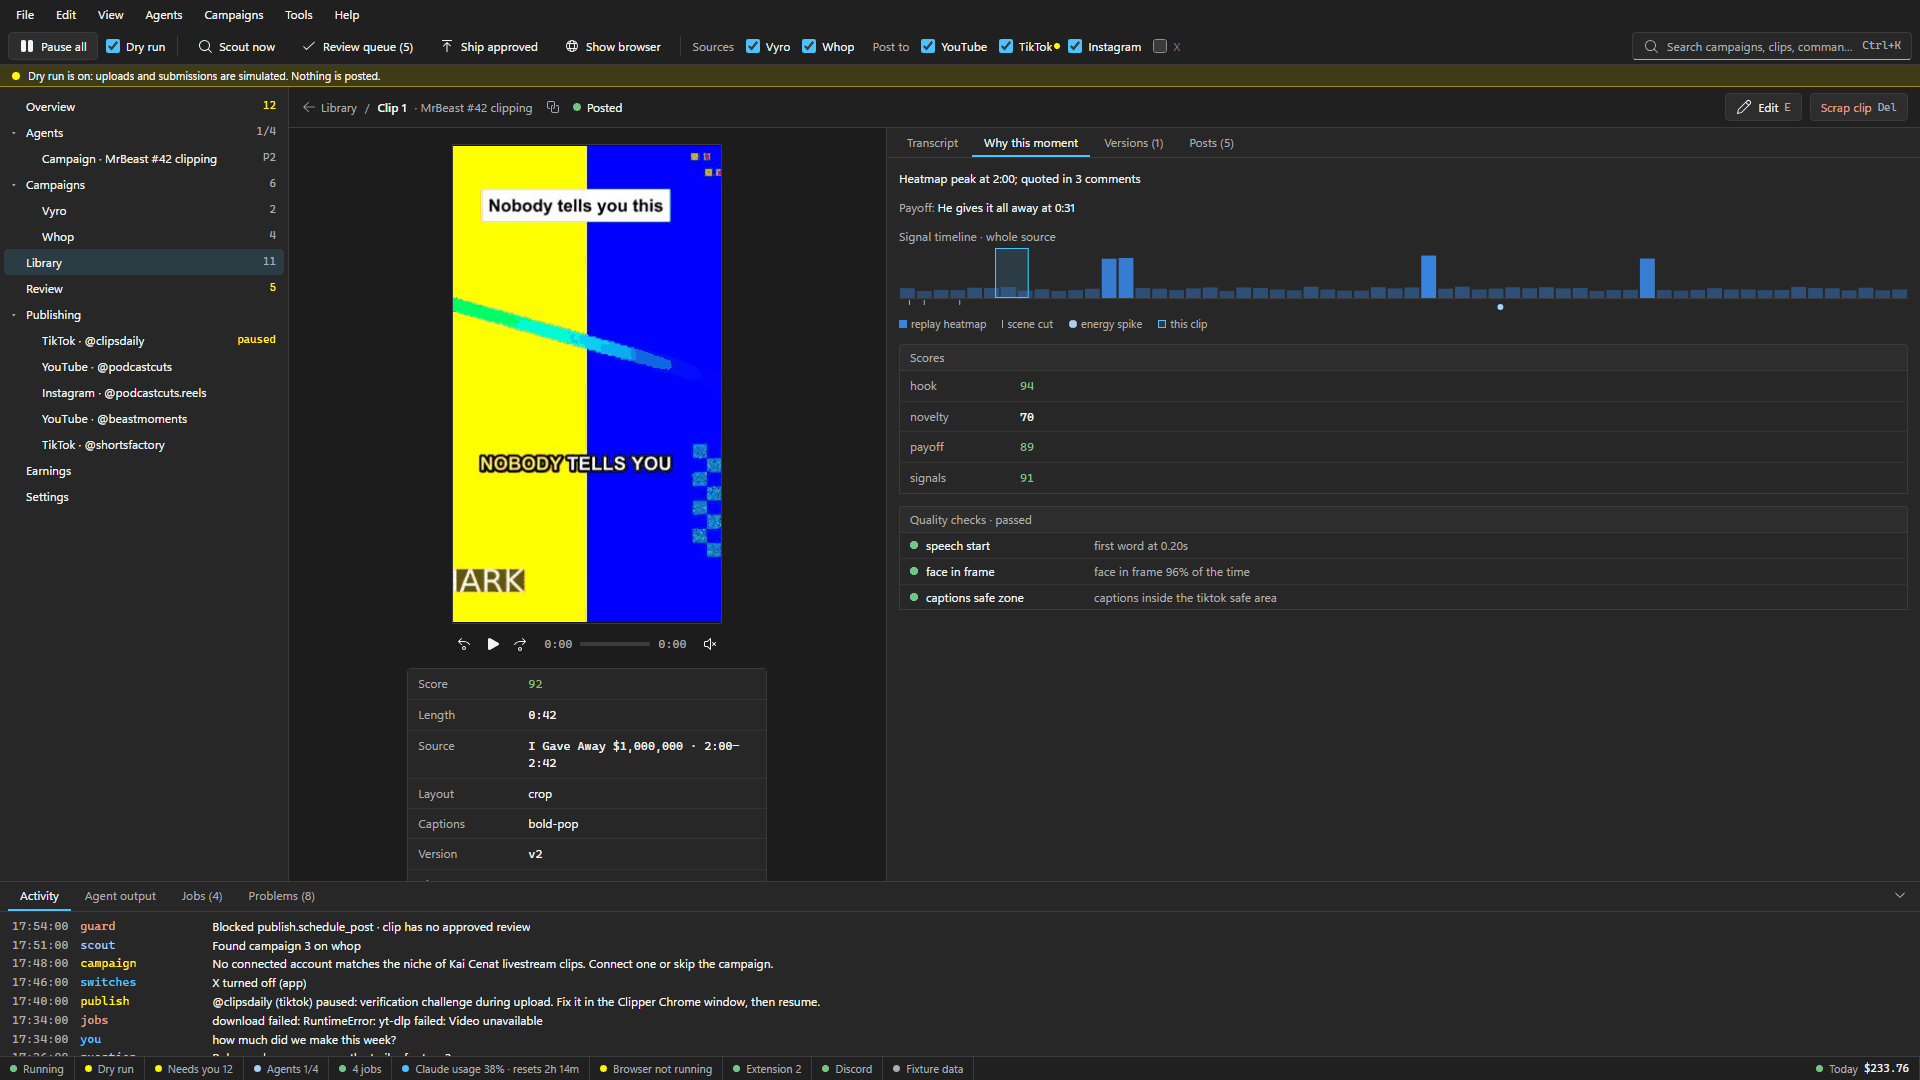 File Edit View Agents Campaigns Tools Help
Pause all Dry run Scout now Review queue (5) Ship approved Show browser Sources Vyro Whop Post to YouTube TikTok Instagram X Search campaigns, clips, comman... Ctrl+K
Dry run is on: uploads and submissions are simulated. Nothing is posted.
Overview 12
Agents 1/4
Campaign · MrBeast #42 clipping P2
Campaigns 6
Vyro 2
Whop 4
Library 11
Review 5
Publishing
TikTok · @clipsdaily paused
YouTube · @podcastcuts
Instagram · @podcastcuts.reels
YouTube · @beastmoments
TikTok · @shortsfactory
Earnings
Settings
Library / Clip 1 · MrBeast #42 clipping Posted
Edit E Scrap clip Del
Nobody tells you this
NOBODY TELLS YOU
ARK
0:00 0:00
Score 92
Length 0:42
Source I Gave Away $1,000,000 · 2:00–
2:42
Layout crop
Captions bold-pop
Version v2
Transcript Why this moment Versions (1) Posts (5)
Heatmap peak at 2:00; quoted in 3 comments
Payoff: He gives it all away at 0:31
Signal timeline · whole source
replay heatmap scene cut energy spike this clip
Scores
hook 94
novelty 70
payoff 89
signals 91
Quality checks · passed
speech start first word at 0.20s
face in frame face in frame 96% of the time
captions safe zone captions inside the tiktok safe area
Activity Agent output Jobs (4) Problems (8)
17:54:00 guard Blocked publish.schedule_post · clip has no approved review
17:51:00 scout Found campaign 3 on whop
17:48:00 campaign No connected account matches the niche of Kai Cenat livestream clips. Connect one or skip the campaign.
17:46:00 switches X turned off (app)
17:40:00 publish @clipsdaily (tiktok) paused: verification challenge during upload. Fix it in the Clipper Chrome window, then resume.
17:34:00 jobs download failed: RuntimeError: yt-dlp failed: Video unavailable
17:34:00 you how much did we make this week?
Running Dry run Needs you 12 Agents 1/4 4 jobs Claude usage 38% · resets 2h 14m Browser not running Extension 2 Discord Fixture data Today $233.76